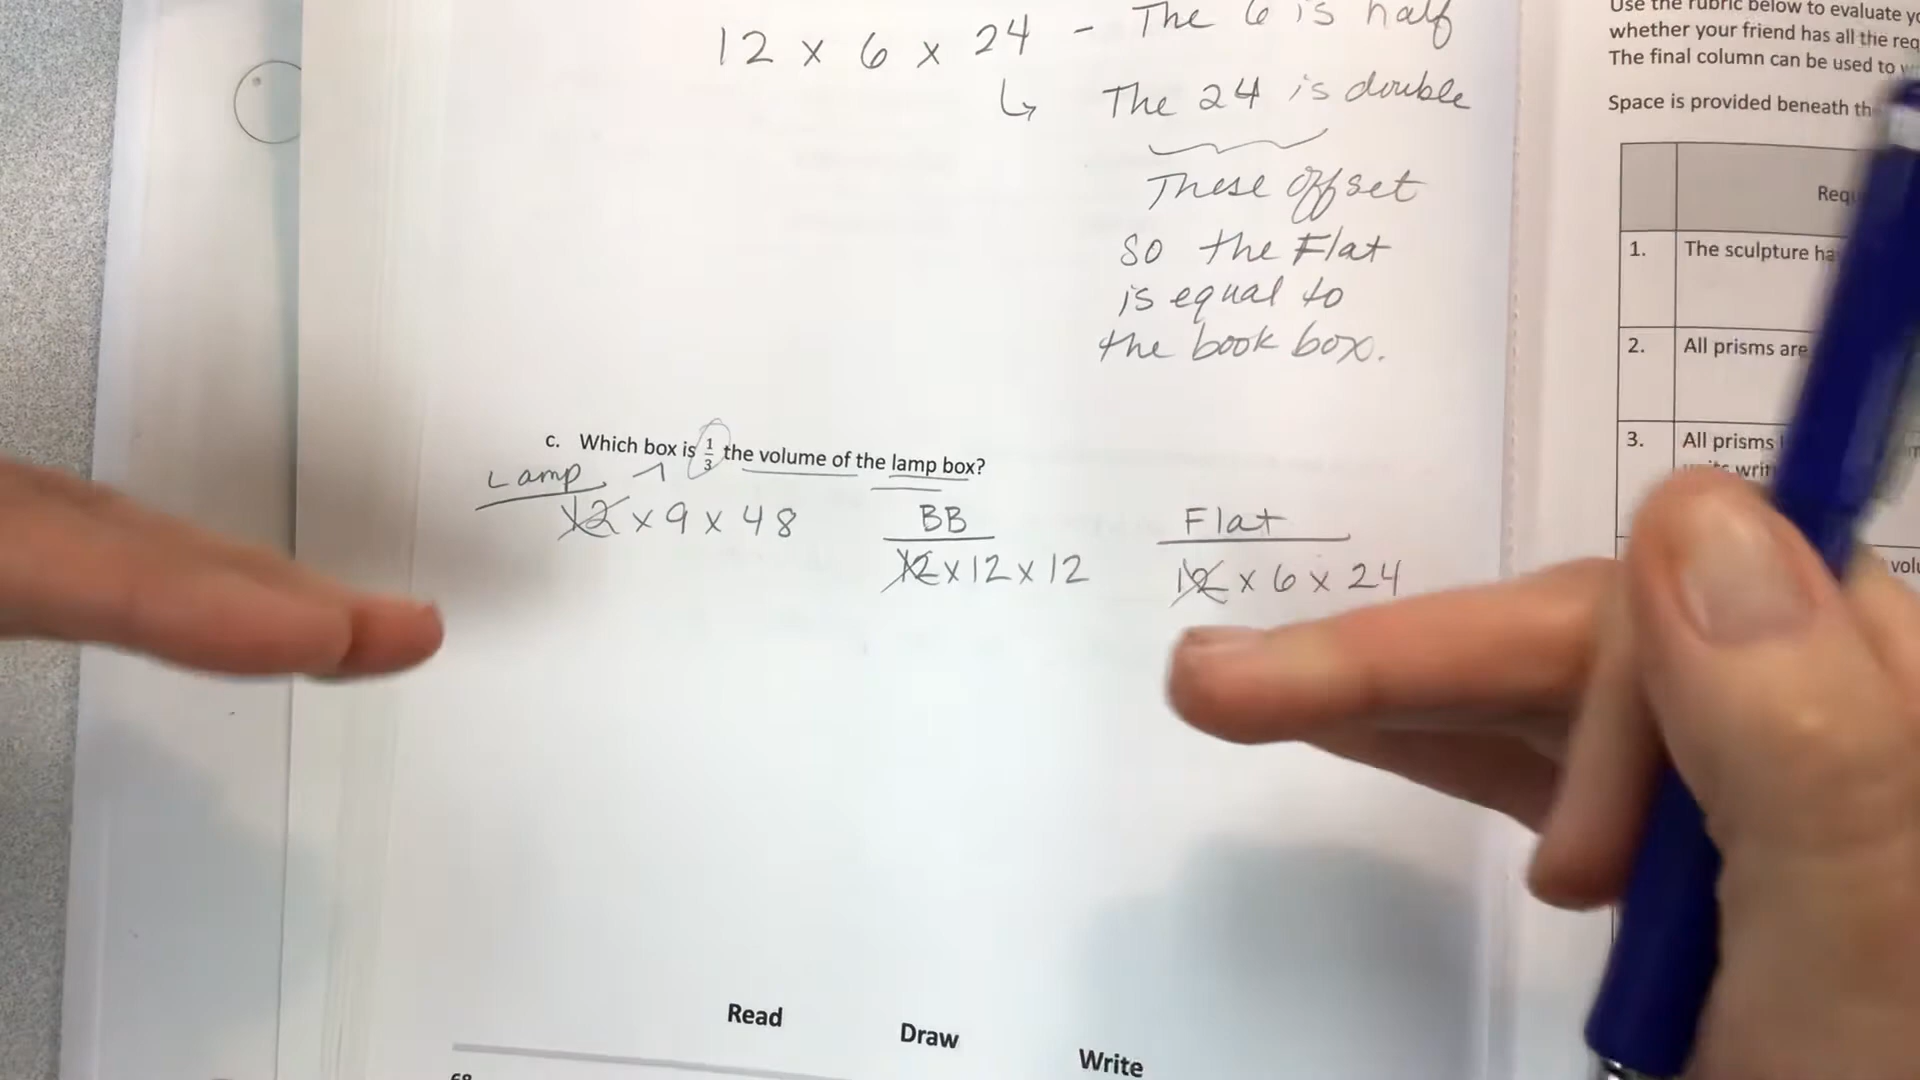 12 x 6 x 24 - The 6 is half
↳ The 24 is double
These offset
so the Flat
is equal to
the book box.
c. Which box is 1/3 the volume of the lamp box?
Lamp
12 x 9 x 48
BB
12 x 12 x 12
Flat
12 x 6 x 24
Read
Draw
Write
Use the rubric below to evaluate
whether your friend has all the
The final column can be used to
Space is provided beneath
1. The sculpture
2. All prisms are
3. All prisms